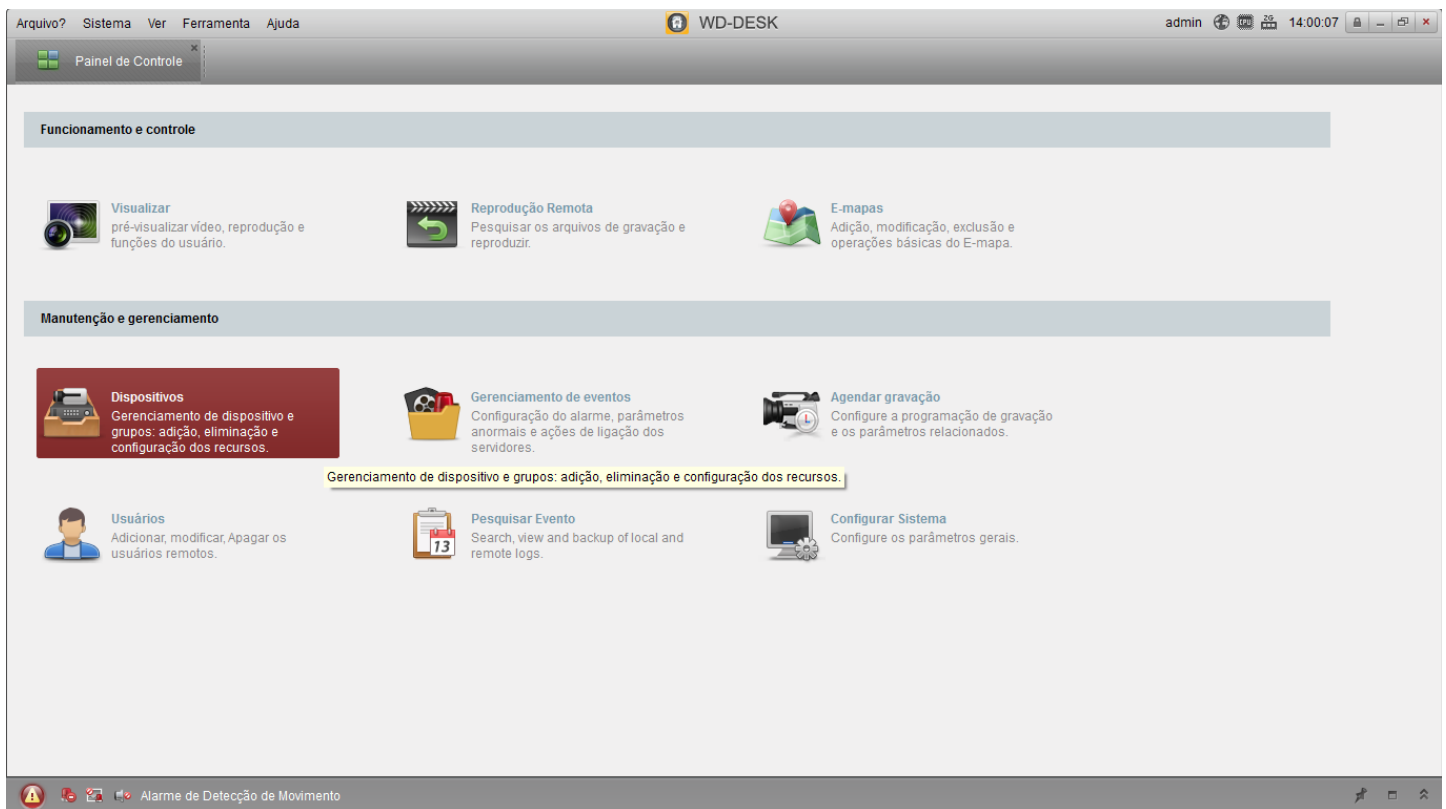 Arquivo? Sistema Ver Ferramenta Ajuda
WD-DESK
admin 14:00:07
Painel de Controle
Funcionamento e controle
Visualizar
pré-visualizar vídeo, reprodução e
funções do usuário.
Reprodução Remota
Pesquisar os arquivos de gravação e
reproduzir.
E-mapas
Adição, modificação, exclusão e
operações básicas do E-mapa.
Manutenção e gerenciamento
Dispositivos
Gerenciamento de dispositivo e
grupos: adição, eliminação e
configuração dos recursos.
Gerenciamento de eventos
Configuração do alarme, parâmetros
anormais e ações de ligação dos
servidores.
Agendar gravação
Configure a programação de gravação
e os parâmetros relacionados.
Gerenciamento de dispositivo e grupos: adição, eliminação e configuração dos recursos.
Usuários
Adicionar, modificar, Apagar os
usuários remotos.
13
Pesquisar Evento
Search, view and backup of local and
remote logs.
Configurar Sistema
Configure os parâmetros gerais.
Alarme de Detecção de Movimento